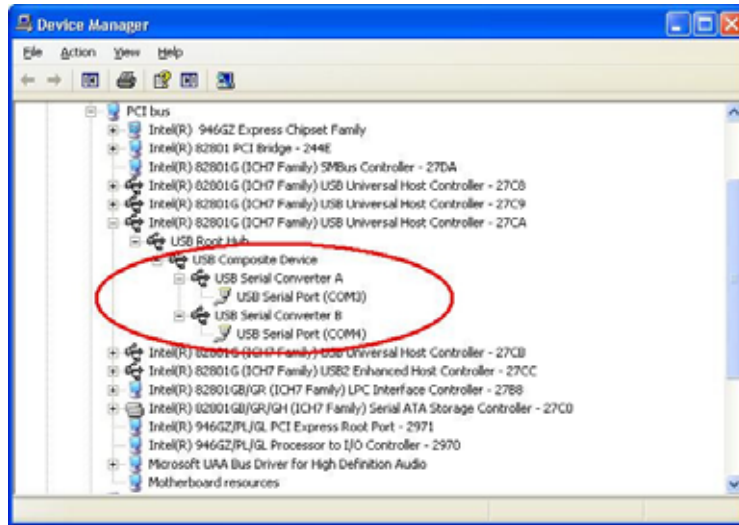 Device Manager
File Action View Help
PCI bus
Intel(R) 946GZ Express Chipset Family
Intel(R) 82801 PCI Bridge - 244E
Intel(R) 82801G (ICH7 Family) SMBus Controller - 27DA
Intel(R) 82801G (ICH7 Family) USB Universal Host Controller - 27C8
Intel(R) 82801G (ICH7 Family) USB Universal Host Controller - 27C9
Intel(R) 82801G (ICH7 Family) USB Universal Host Controller - 27CA
USB Root Hub
USB Composite Device
USB Serial Converter A
USB Serial Port (COM3)
USB Serial Converter B
USB Serial Port (COM4)
Intel(R) 82801G (ICH7 Family) USB Universal Host Controller - 27CB
Intel(R) 82801G (ICH7 Family) USB2 Enhanced Host Controller - 27CC
Intel(R) 82801GB/GR (ICH7 Family) LPC Interface Controller - 27B8
Intel(R) 82801GB/GR/GH (ICH7 Family) Serial ATA Storage Controller - 27C0
Intel(R) 946GZ/PL/GL PCI Express Root Port - 2971
Intel(R) 946GZ/PL/GL Processor to I/O Controller - 2970
Microsoft UAA Bus Driver for High Definition Audio
Motherboard resources